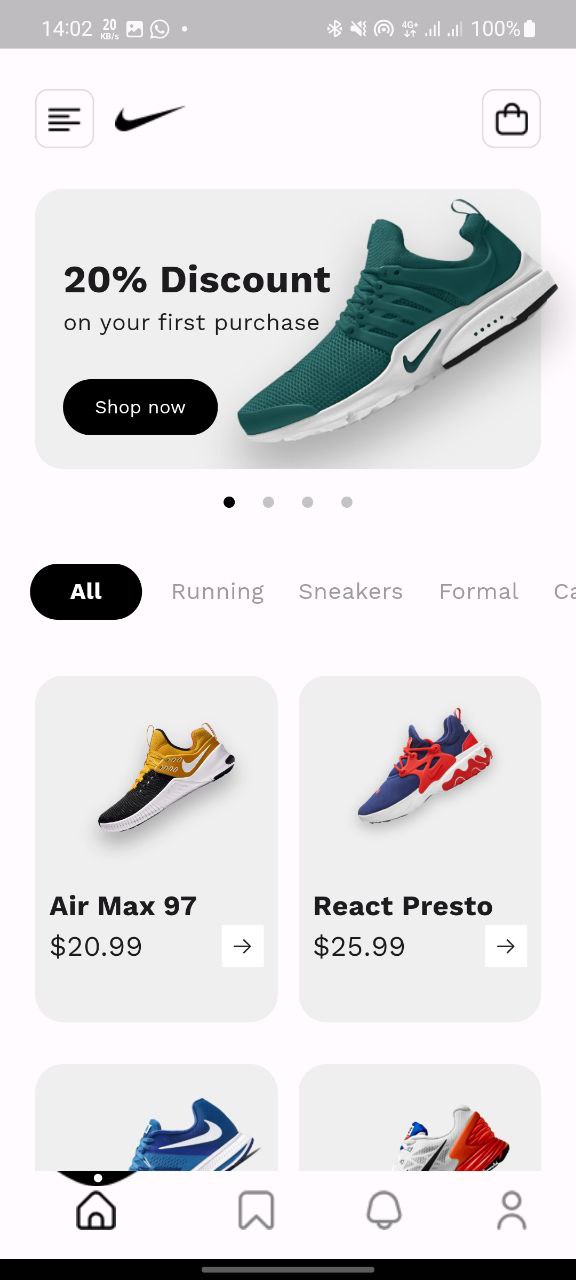 14:02 20 KB/s 4G+ 100%
20% Discount
on your first purchase
Shop now
All Running Sneakers Formal Ca
Air Max 97 React Presto
$20.99 $25.99